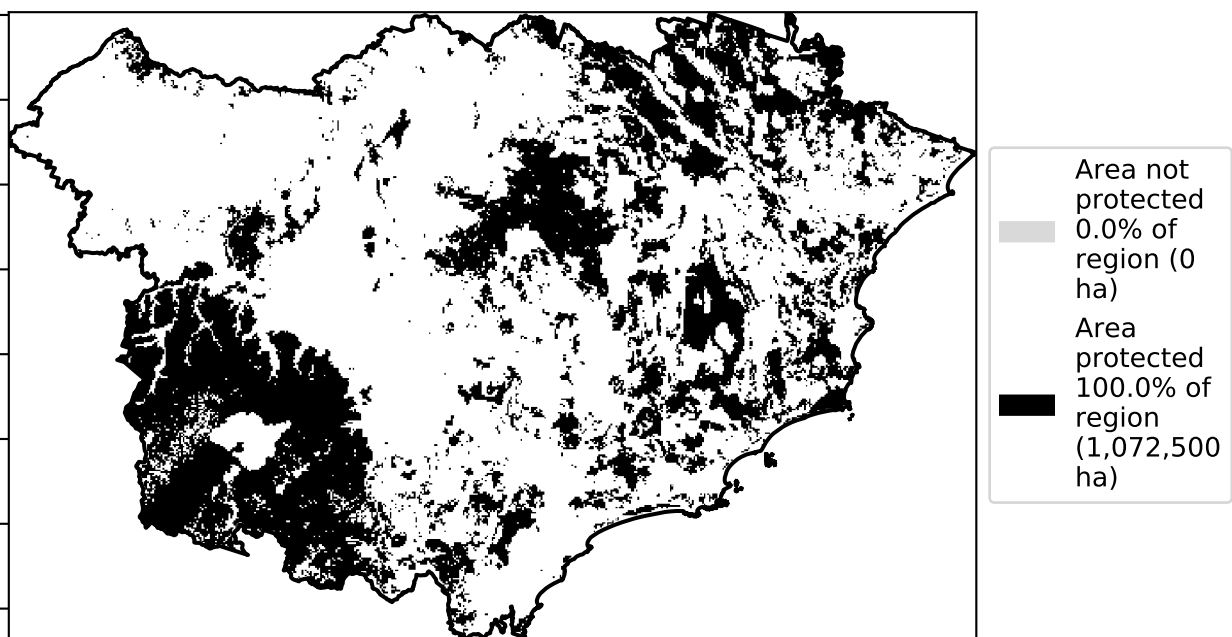 Area not
protected
0.0% of
region (0
ha)
Area
protected
100.0% of
region
(1,072,500
ha)